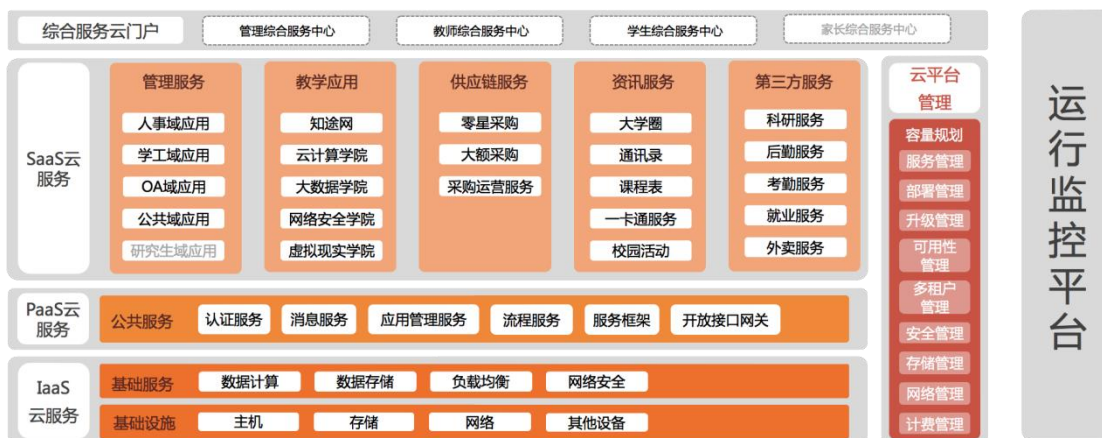 综合服务云门户
管理综合服务中心
教师综合服务中心
学生综合服务中心
家长综合服务中心
SaaS云
服务
管理服务
人事域应用
学工域应用
OA域应用
公共域应用
研究生域应用
教学应用
知途网
云计算学院
大数据学院
网络安全学院
虚拟现实学院
供应链服务
零星采购
大额采购
采购运营服务
资讯服务
大学圈
通讯录
课程表
一卡通服务
校园活动
第三方服务
科研服务
后勤服务
考勤服务
就业服务
外卖服务
PaaS云
服务
公共服务
认证服务
消息服务
应用管理服务
流程服务
服务框架
开放接口网关
IaaS
云服务
基础服务
数据计算
数据存储
负载均衡
网络安全
基础设施
主机
存储
网络
其他设备
云平台
管理
容量规划
服务管理
部署管理
升级管理
可用性
管理
多租户
管理
安全管理
存储管理
网络管理
计费管理
运行监控平台